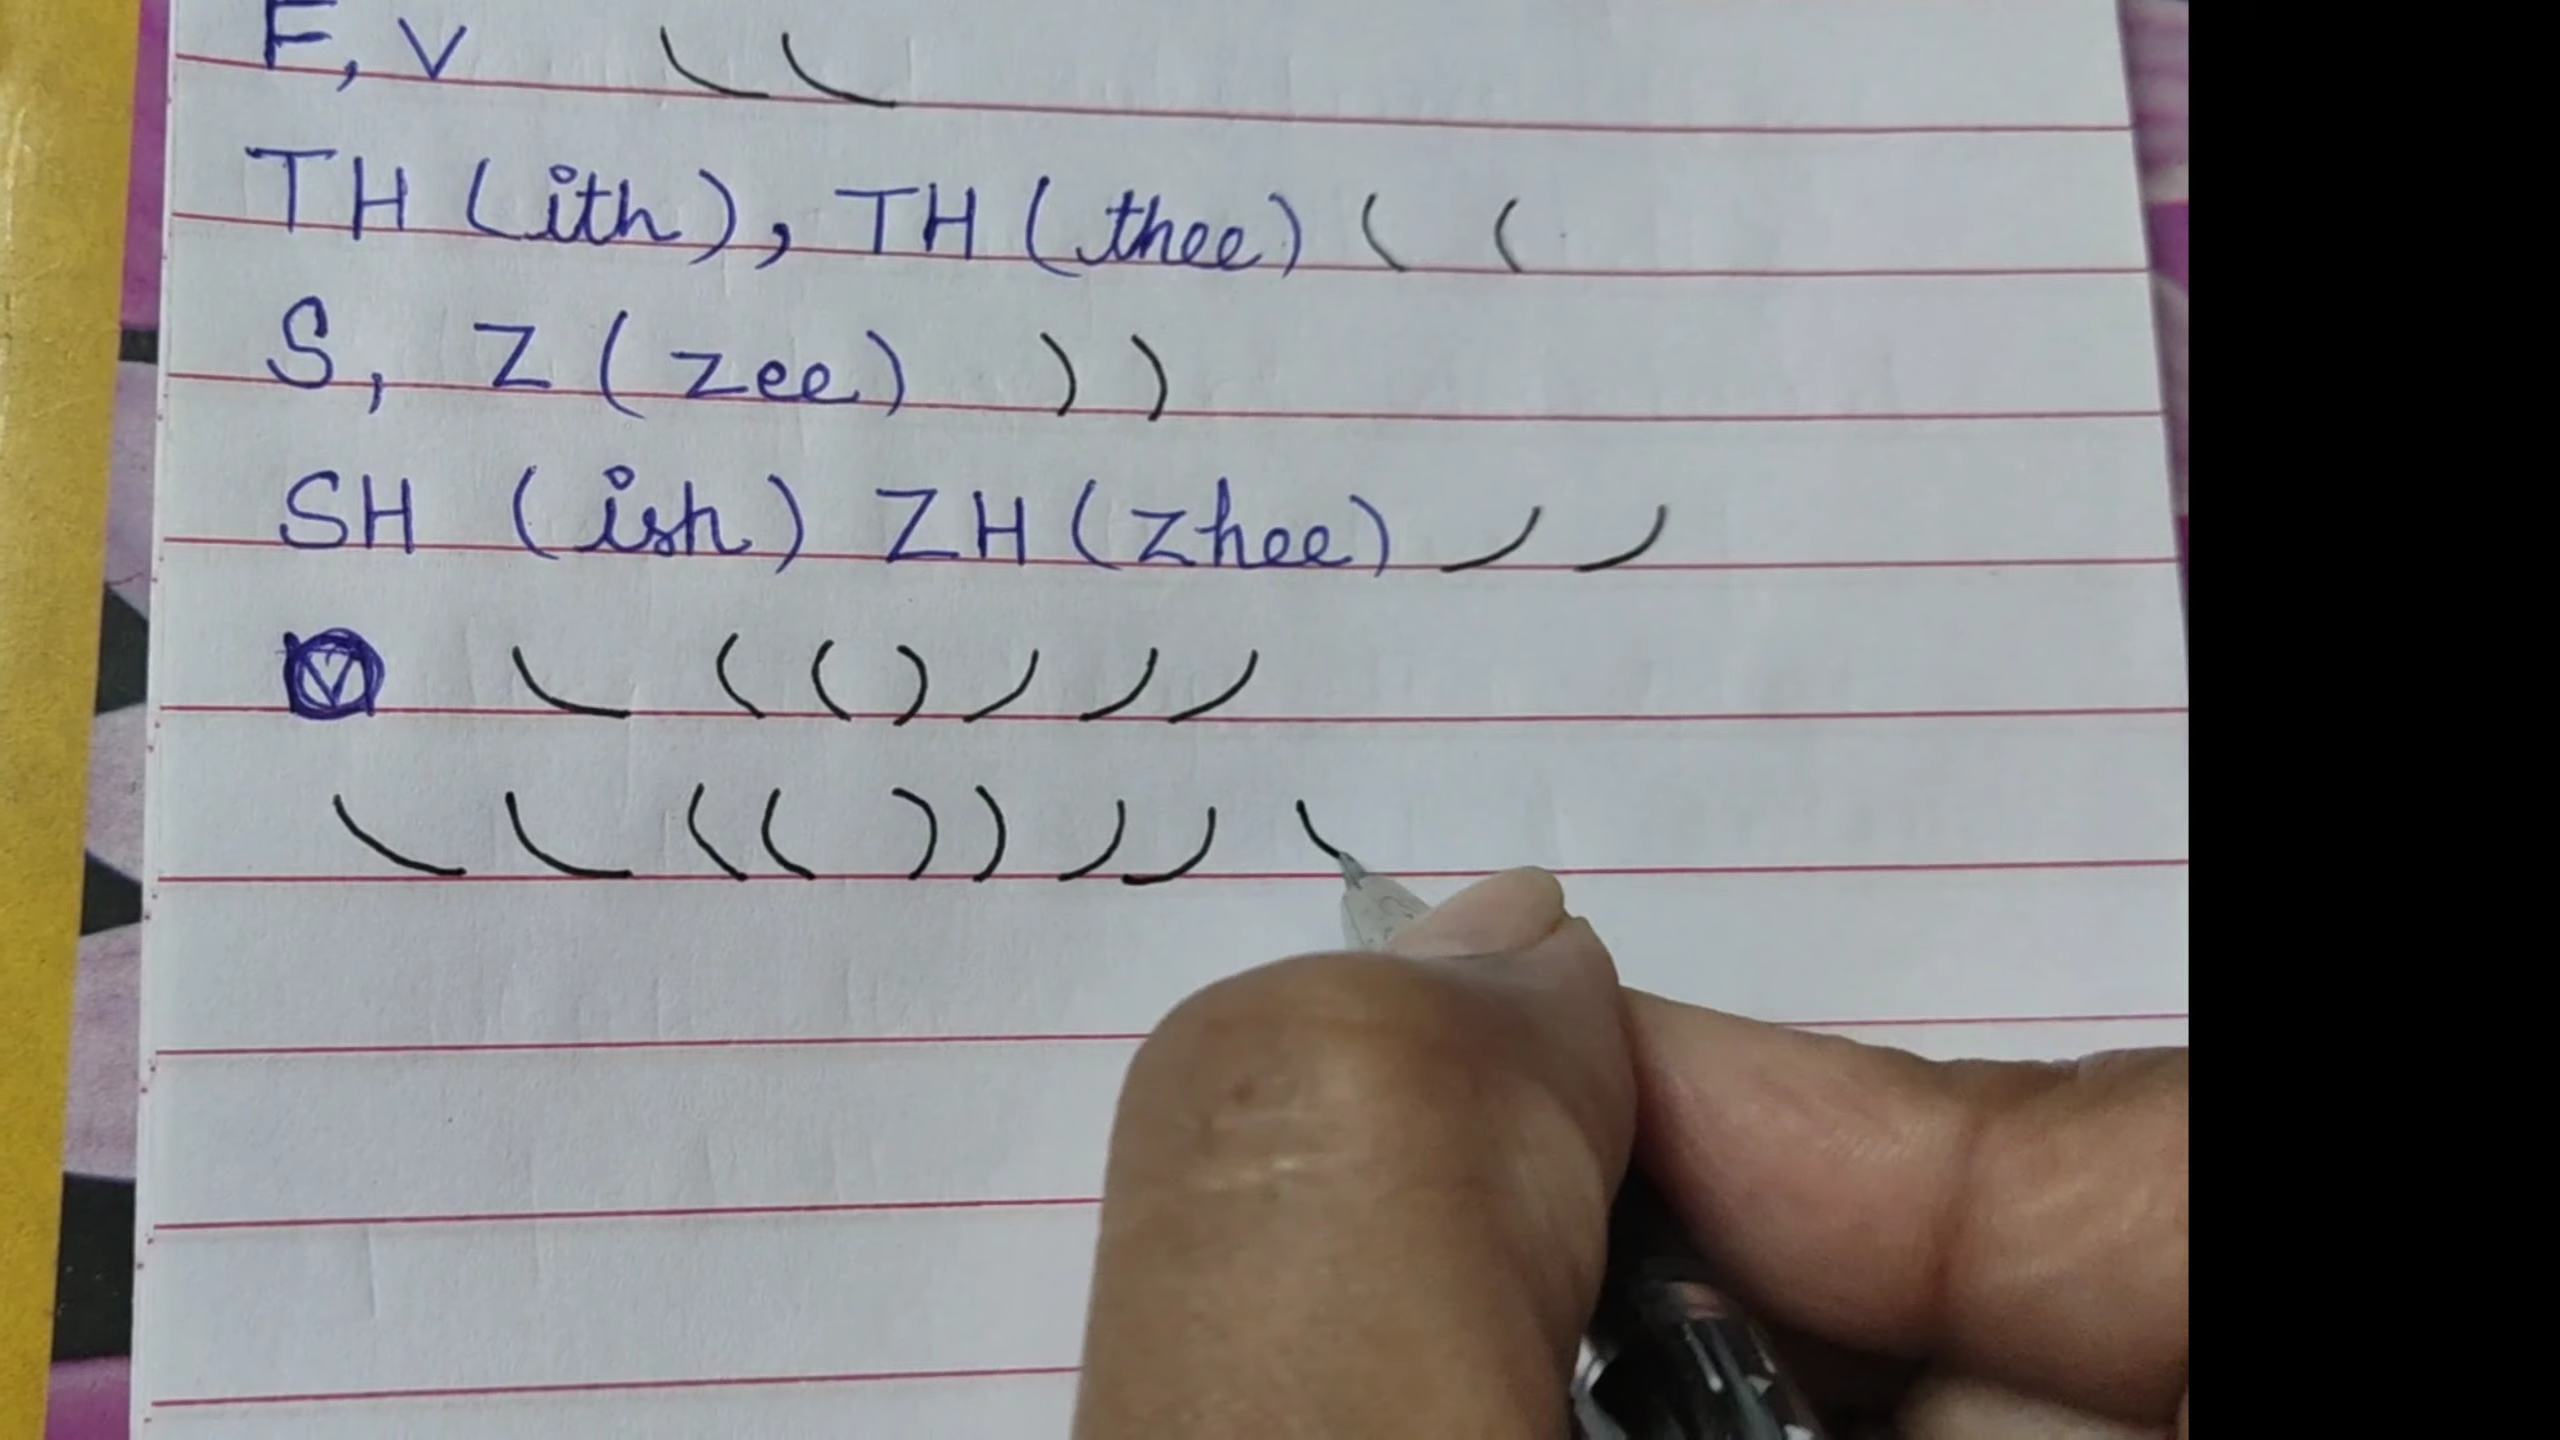 F, V
TH (ith), TH (thee)
S, Z (zee)
SH (ish) ZH (zhee)
V